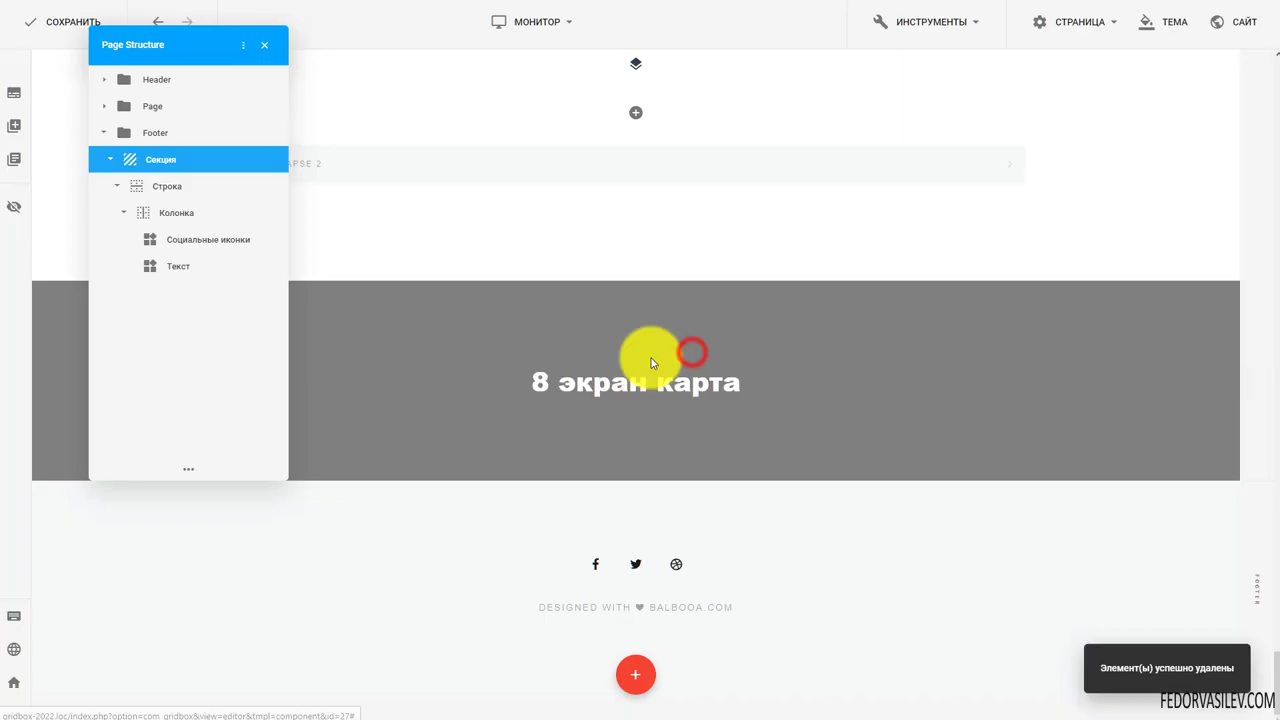 СОХРАНИТЬ
МОНИТОР
ИНСТРУМЕНТЫ
СТРАНИЦА
ТЕМА
САЙТ
Page Structure
Header
Page
Footer
Секция
Строка
Колонка
Социальные иконки
Текст
APSE 2
8 экран карта
DESIGNED WITH BALBOOA.COM
FOOTER
Элемент(ы) успешно удалены
FEDORVASILEV.COM
gridbox-2022.loc/index.php?option=com_gridbox&view=editor&tmpl=component&id=27#